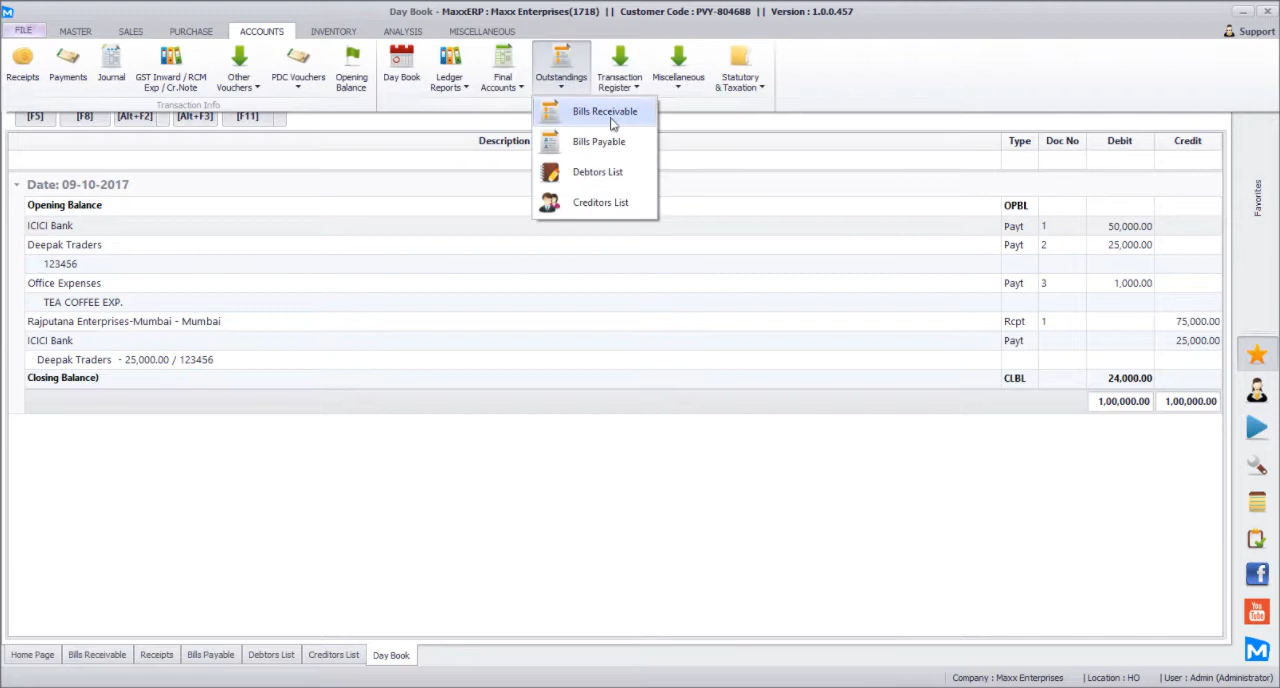 Day Book - MaxxERP : Maxx Enterprises(1718) || Customer Code : PVY-804688 || Version : 1.0.0.457
FILE MASTER SALES PURCHASE ACCOUNTS INVENTORY ANALYSIS MISCELLANEOUS Support
Receipts Payments Journal GST Inward / RCM Exp / Cr.Note Other Vouchers PDC Vouchers Opening Balance Day Book Ledger Reports Final Accounts Outstandings Transaction Register Miscellaneous Statutory & Taxation
Transaction Info
Bills Receivable
Bills Payable
Debtors List
Creditors List
[F5] [F8] [Alt+F2] [Alt+F3] [F11]
Description Type Doc No Debit Credit
Date: 09-10-2017
Opening Balance OPBL
ICICI Bank Payt 1 50,000.00
Deepak Traders Payt 2 25,000.00
123456
Office Expenses Payt 3 1,000.00
TEA COFFEE EXP.
Rajputana Enterprises-Mumbai - Mumbai Rcpt 1 75,000.00
ICICI Bank Payt 25,000.00
Deepak Traders - 25,000.00 / 123456
Closing Balance) CLBL 24,000.00
1,00,000.00 1,00,000.00
Favorites
You
Tube
Home Page Bills Receivable Receipts Bills Payable Debtors List Creditors List Day Book
Company : Maxx Enterprises | Location : HO | User : Admin (Administrator)